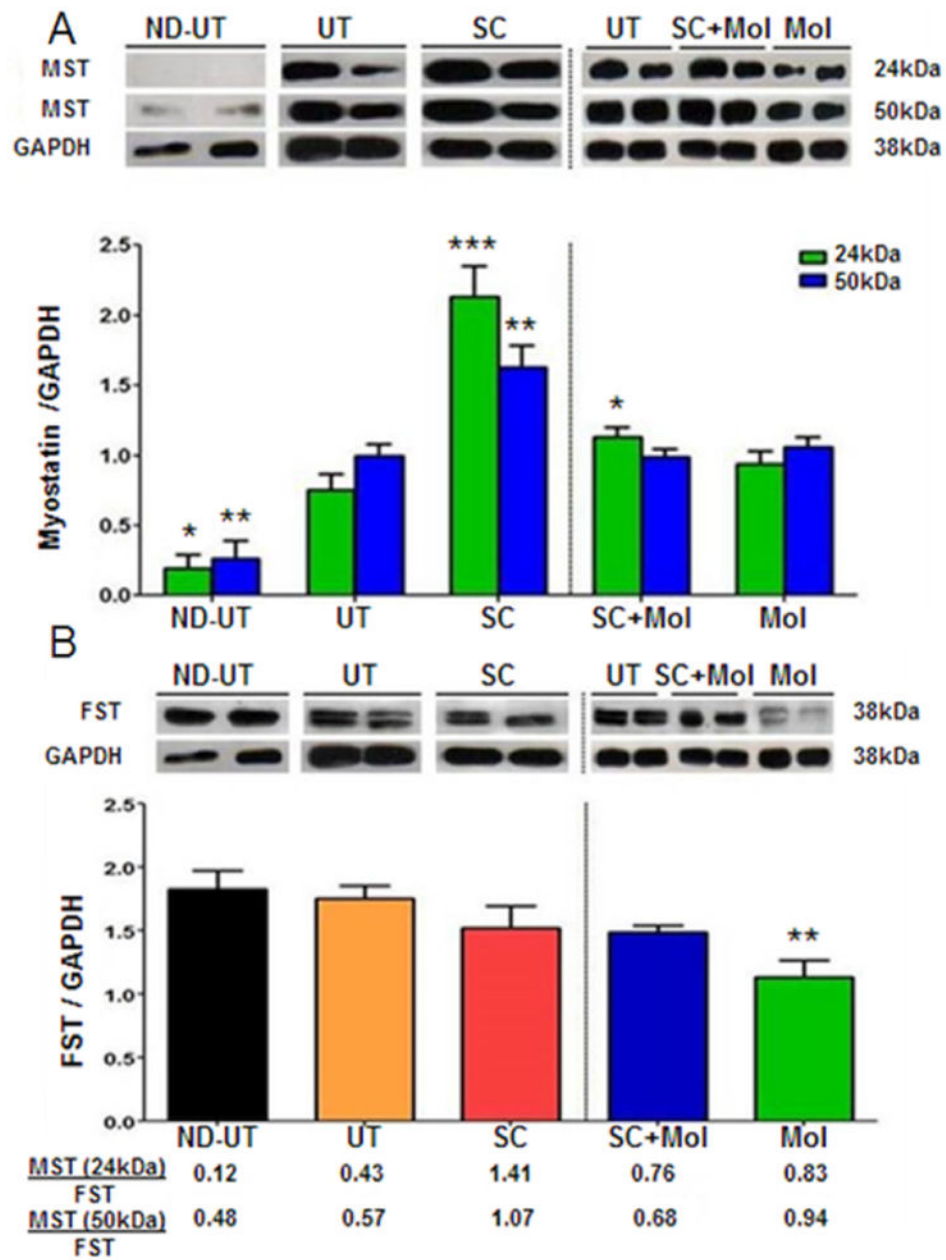 A
ND-UT UT SC UT SC+Mol Mol
MST 24kDa
MST 50kDa
GAPDH 38kDa
2.5
2.0
1.5
1.0
0.5
0.0
Myostatin /GAPDH
24kDa
50kDa
* ** *** ** *
ND-UT UT SC SC+Mol Mol
B
ND-UT UT SC UT SC+Mol Mol
FST 38kDa
GAPDH 38kDa
2.5
2.0
1.5
1.0
0.5
0.0
FST / GAPDH
**
ND-UT UT SC SC+Mol Mol
MST (24kDa) 0.12 0.43 1.41 0.76 0.83
FST
MST (50kDa) 0.48 0.57 1.07 0.68 0.94
FST